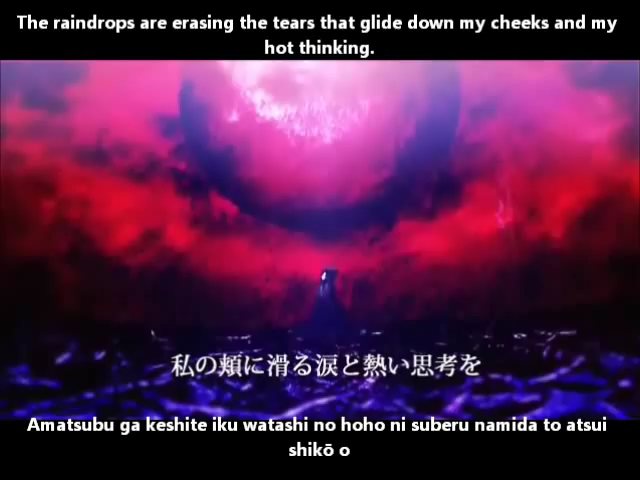 The raindrops are erasing the tears that glide down my cheeks and my
hot thinking.
私の頬に滑る涙と熱い思考を
Amatsubu ga keshite iku watashi no hoho ni suberu namida to atsui
shikō o